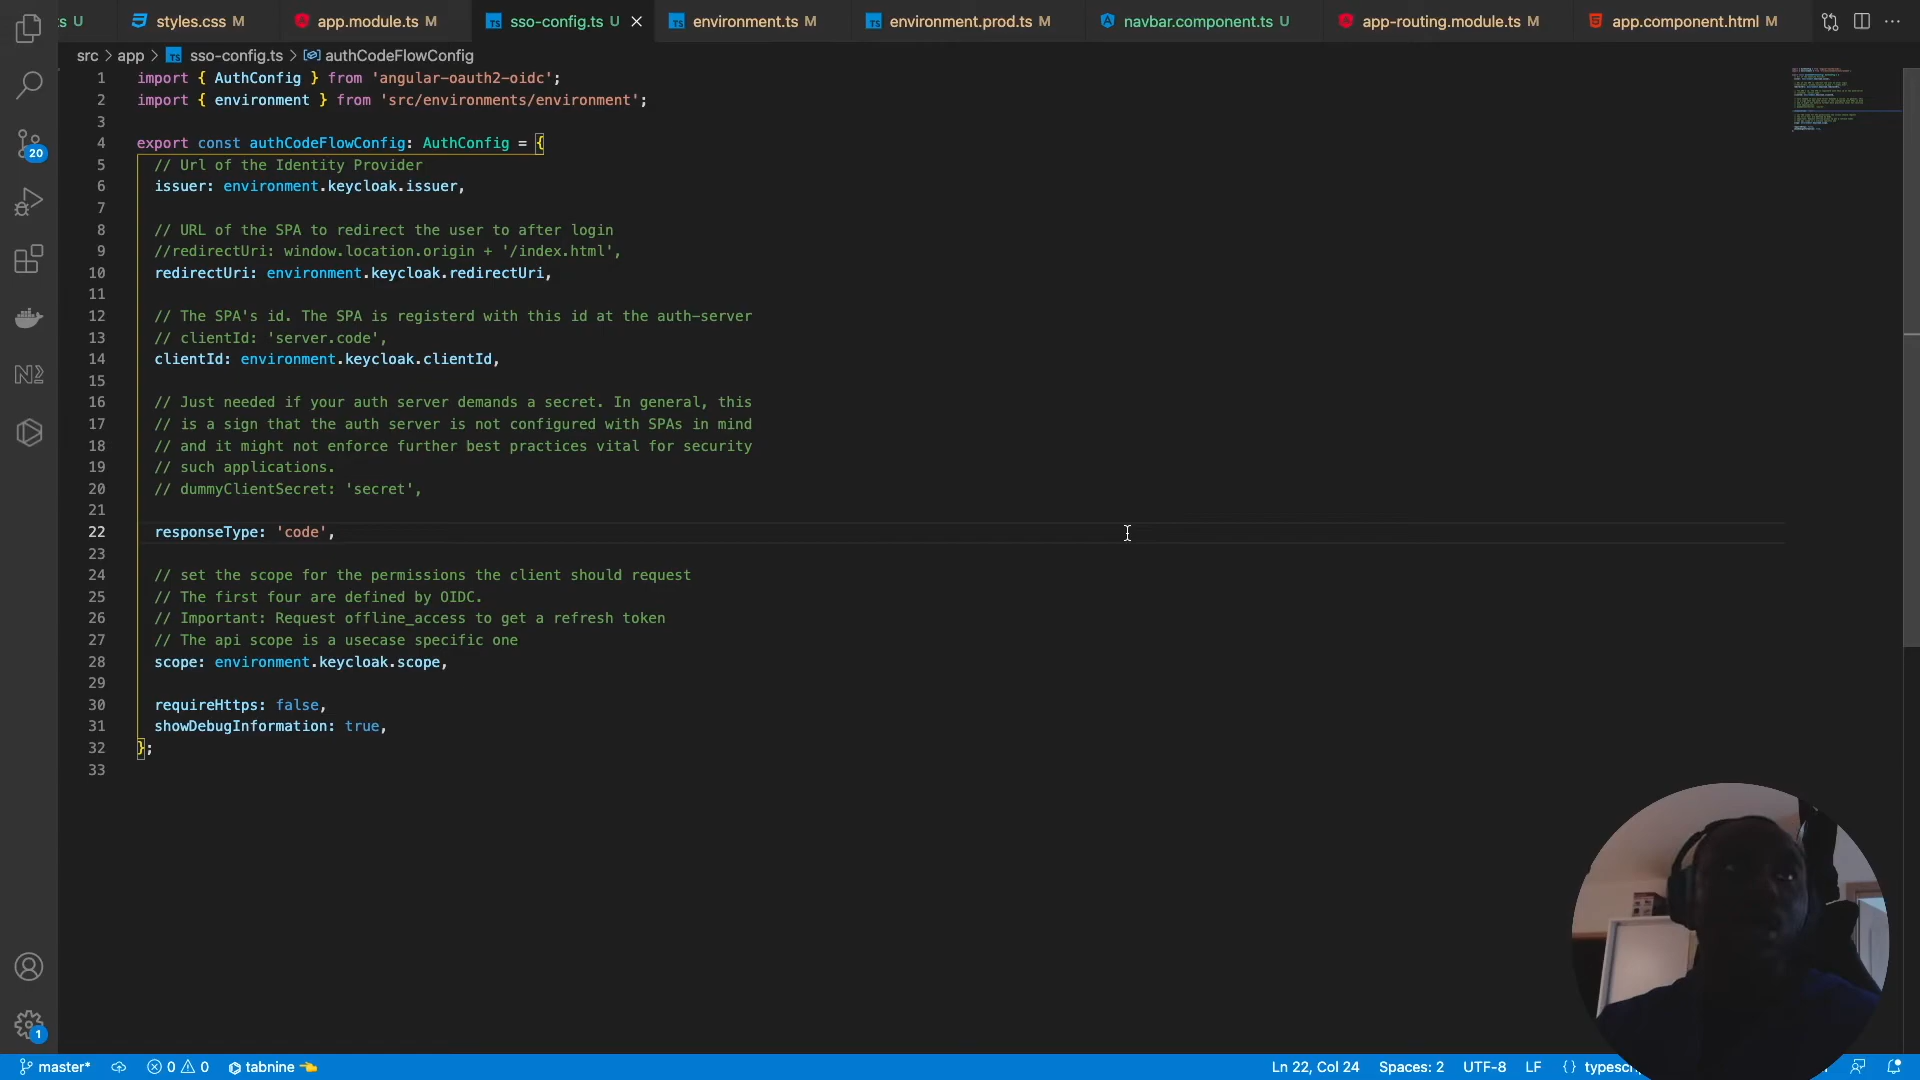 U
styles.css M
app.module.ts M
TS sso-config.ts U
TS environment.ts M
TS environment.prod.ts M
navbar.component.ts U
app-routing.module.ts M
app.component.html M
src > app > TS sso-config.ts > authCodeFlowConfig
1 import { AuthConfig } from 'angular-oauth2-oidc';
2 import { environment } from 'src/environments/environment';
3
4 export const authCodeFlowConfig: AuthConfig = {
5 // Url of the Identity Provider
6 issuer: environment.keycloak.issuer,
7
8 // URL of the SPA to redirect the user to after login
9 //redirectUri: window.location.origin + '/index.html',
10 redirectUri: environment.keycloak.redirectUri,
11
12 // The SPA's id. The SPA is registerd with this id at the auth-server
13 // clientId: 'server.code',
14 clientId: environment.keycloak.clientId,
15
16 // Just needed if your auth server demands a secret. In general, this
17 // is a sign that the auth server is not configured with SPAs in mind
18 // and it might not enforce further best practices vital for security
19 // such applications.
20 // dummyClientSecret: 'secret',
21
22 responseType: 'code',
23
24 // set the scope for the permissions the client should request
25 // The first four are defined by OIDC.
26 // Important: Request offline_access to get a refresh token
27 // The api scope is a usecase specific one
28 scope: environment.keycloak.scope,
29
30 requireHttps: false,
31 showDebugInformation: true,
32 };
33
20
1
master* 0 0 tabnine Ln 22, Col 24 Spaces: 2 UTF-8 LF {} typescri